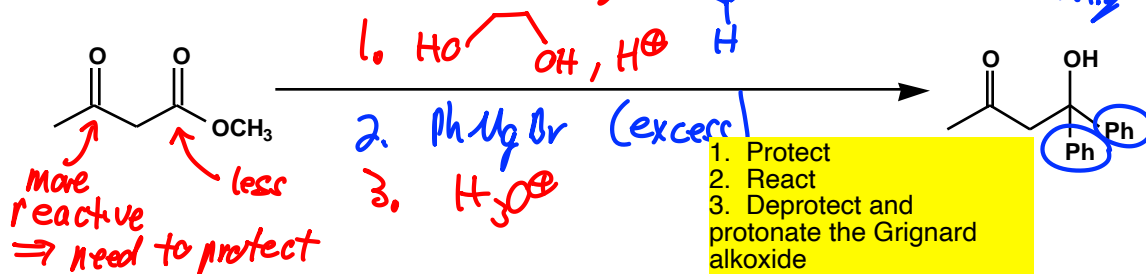 1. HO OH , H⊕
H
O O
OCH3
more
reactive
⇒ need to protect
less
2. PhMgBr (excess)
3. H3O⊕
1. Protect
2. React
3. Deprotect and
protonate the Grignard
alkoxide
O OH
Ph
Ph